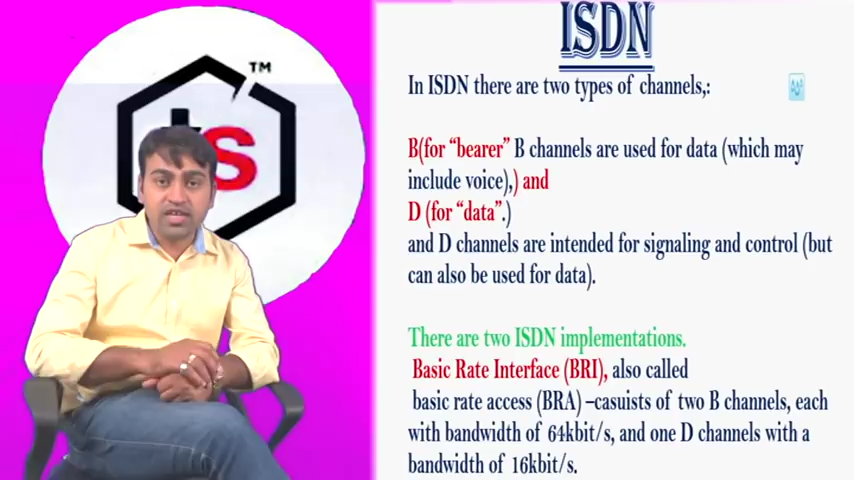 TM
ts
ISDN
In ISDN there are two types of channels,:
B(for “bearer” B channels are used for data (which may
include voice),) and
D (for “data”.)
and D channels are intended for signaling and control (but
can also be used for data).
There are two ISDN implementations.
Basic Rate Interface (BRI), also called
basic rate access (BRA) –casuists of two B channels, each
with bandwidth of 64kbit/s, and one D channels with a
bandwidth of 16kbit/s.